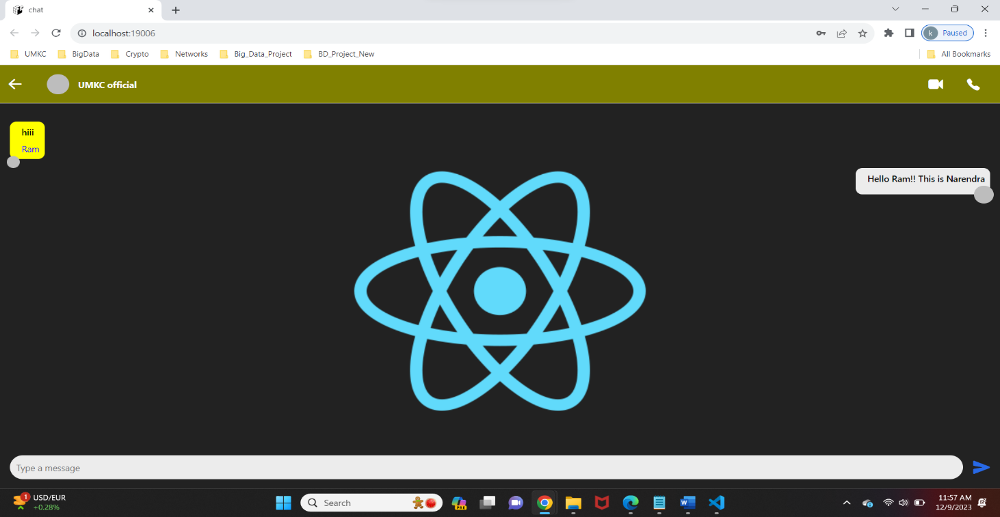 chat
localhost:19006
k Paused
UMKC BigData Crypto Networks Big_Data_Project BD_Project_New All Bookmarks
UMKC official
hiii
Ram
Hello Ram!! This is Narendra
Type a message
1 USD/EUR
+0.28%
Search
PRE
W
11:57 AM
12/9/2023